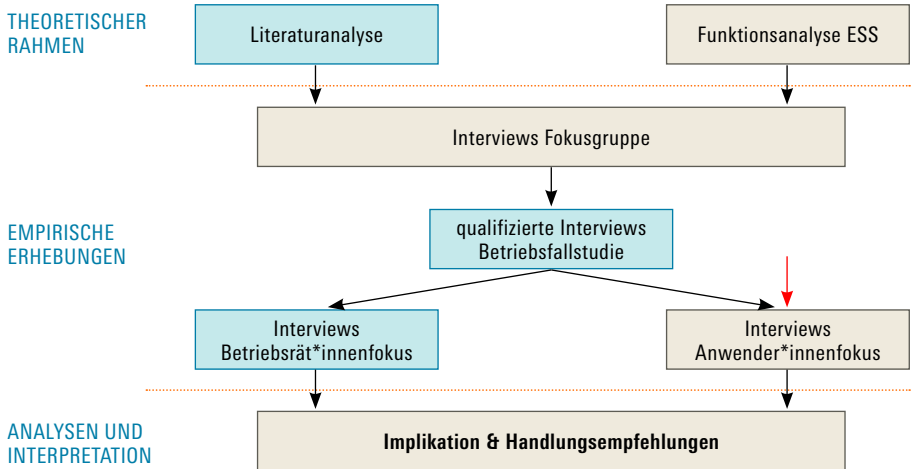 THEORETISCHER
RAHMEN
Literaturanalyse
Funktionsanalyse ESS
Interviews Fokusgruppe
EMPIRISCHE
ERHEBUNGEN
qualifizierte Interviews
Betriebsfallstudie
Interviews
Betriebsrät*innenfokus
Interviews
Anwender*innenfokus
ANALYSEN UND
INTERPRETATION
Implikation & Handlungsempfehlungen